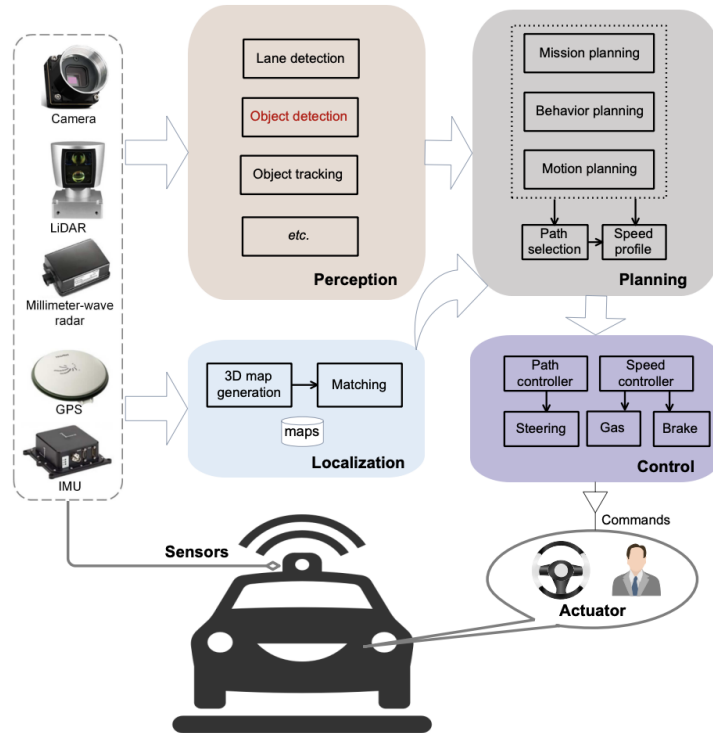 Camera
LiDAR
Millimeter-wave
radar
GPS
IMU
Sensors
Lane detection
Object detection
Object tracking
etc.
Perception
3D map
generation
Matching
maps
Localization
Mission planning
Behavior planning
Motion planning
Path
selection
Speed
profile
Planning
Path
controller
Speed
controller
Steering
Gas
Brake
Control
Commands
Actuator